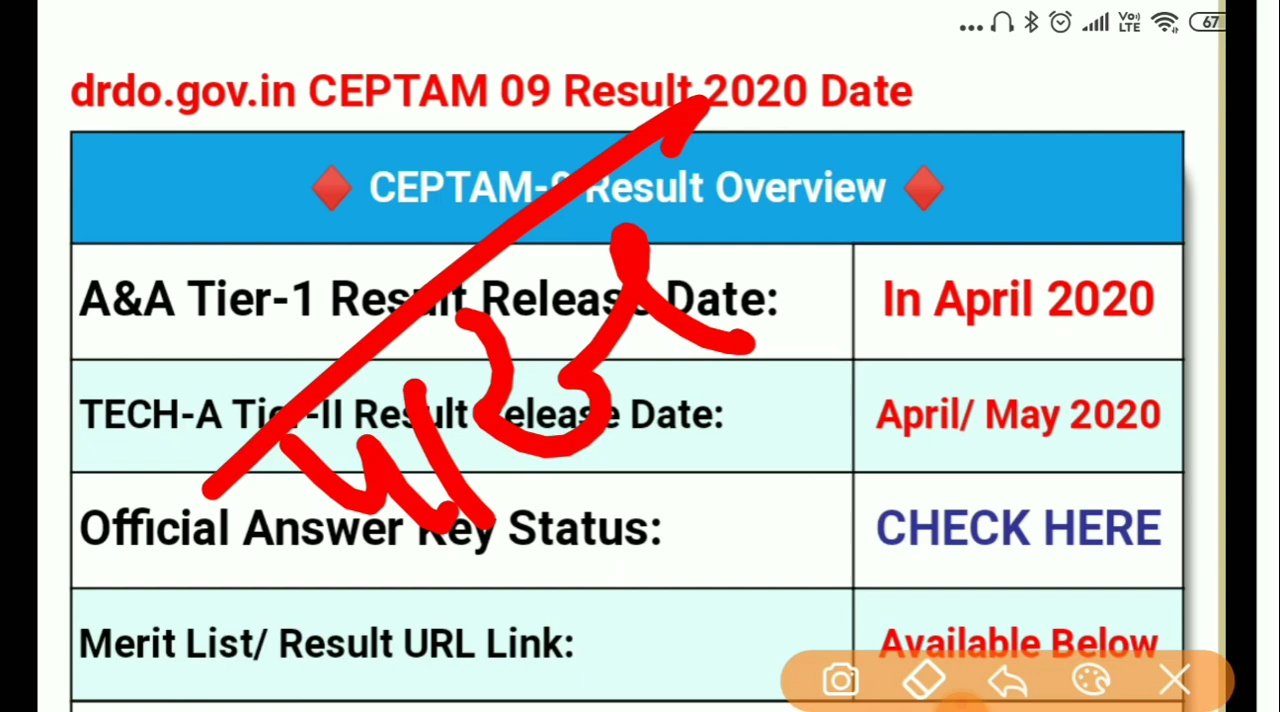 67
drdo.gov.in CEPTAM 09 Result 2020 Date
CEPTAM-9 Result Overview
A&A Tier-1 Result Release Date: In April 2020
TECH-A Tier-II Result Release Date: April/ May 2020
Official Answer Key Status: CHECK HERE
Merit List/ Result URL Link: Available Below